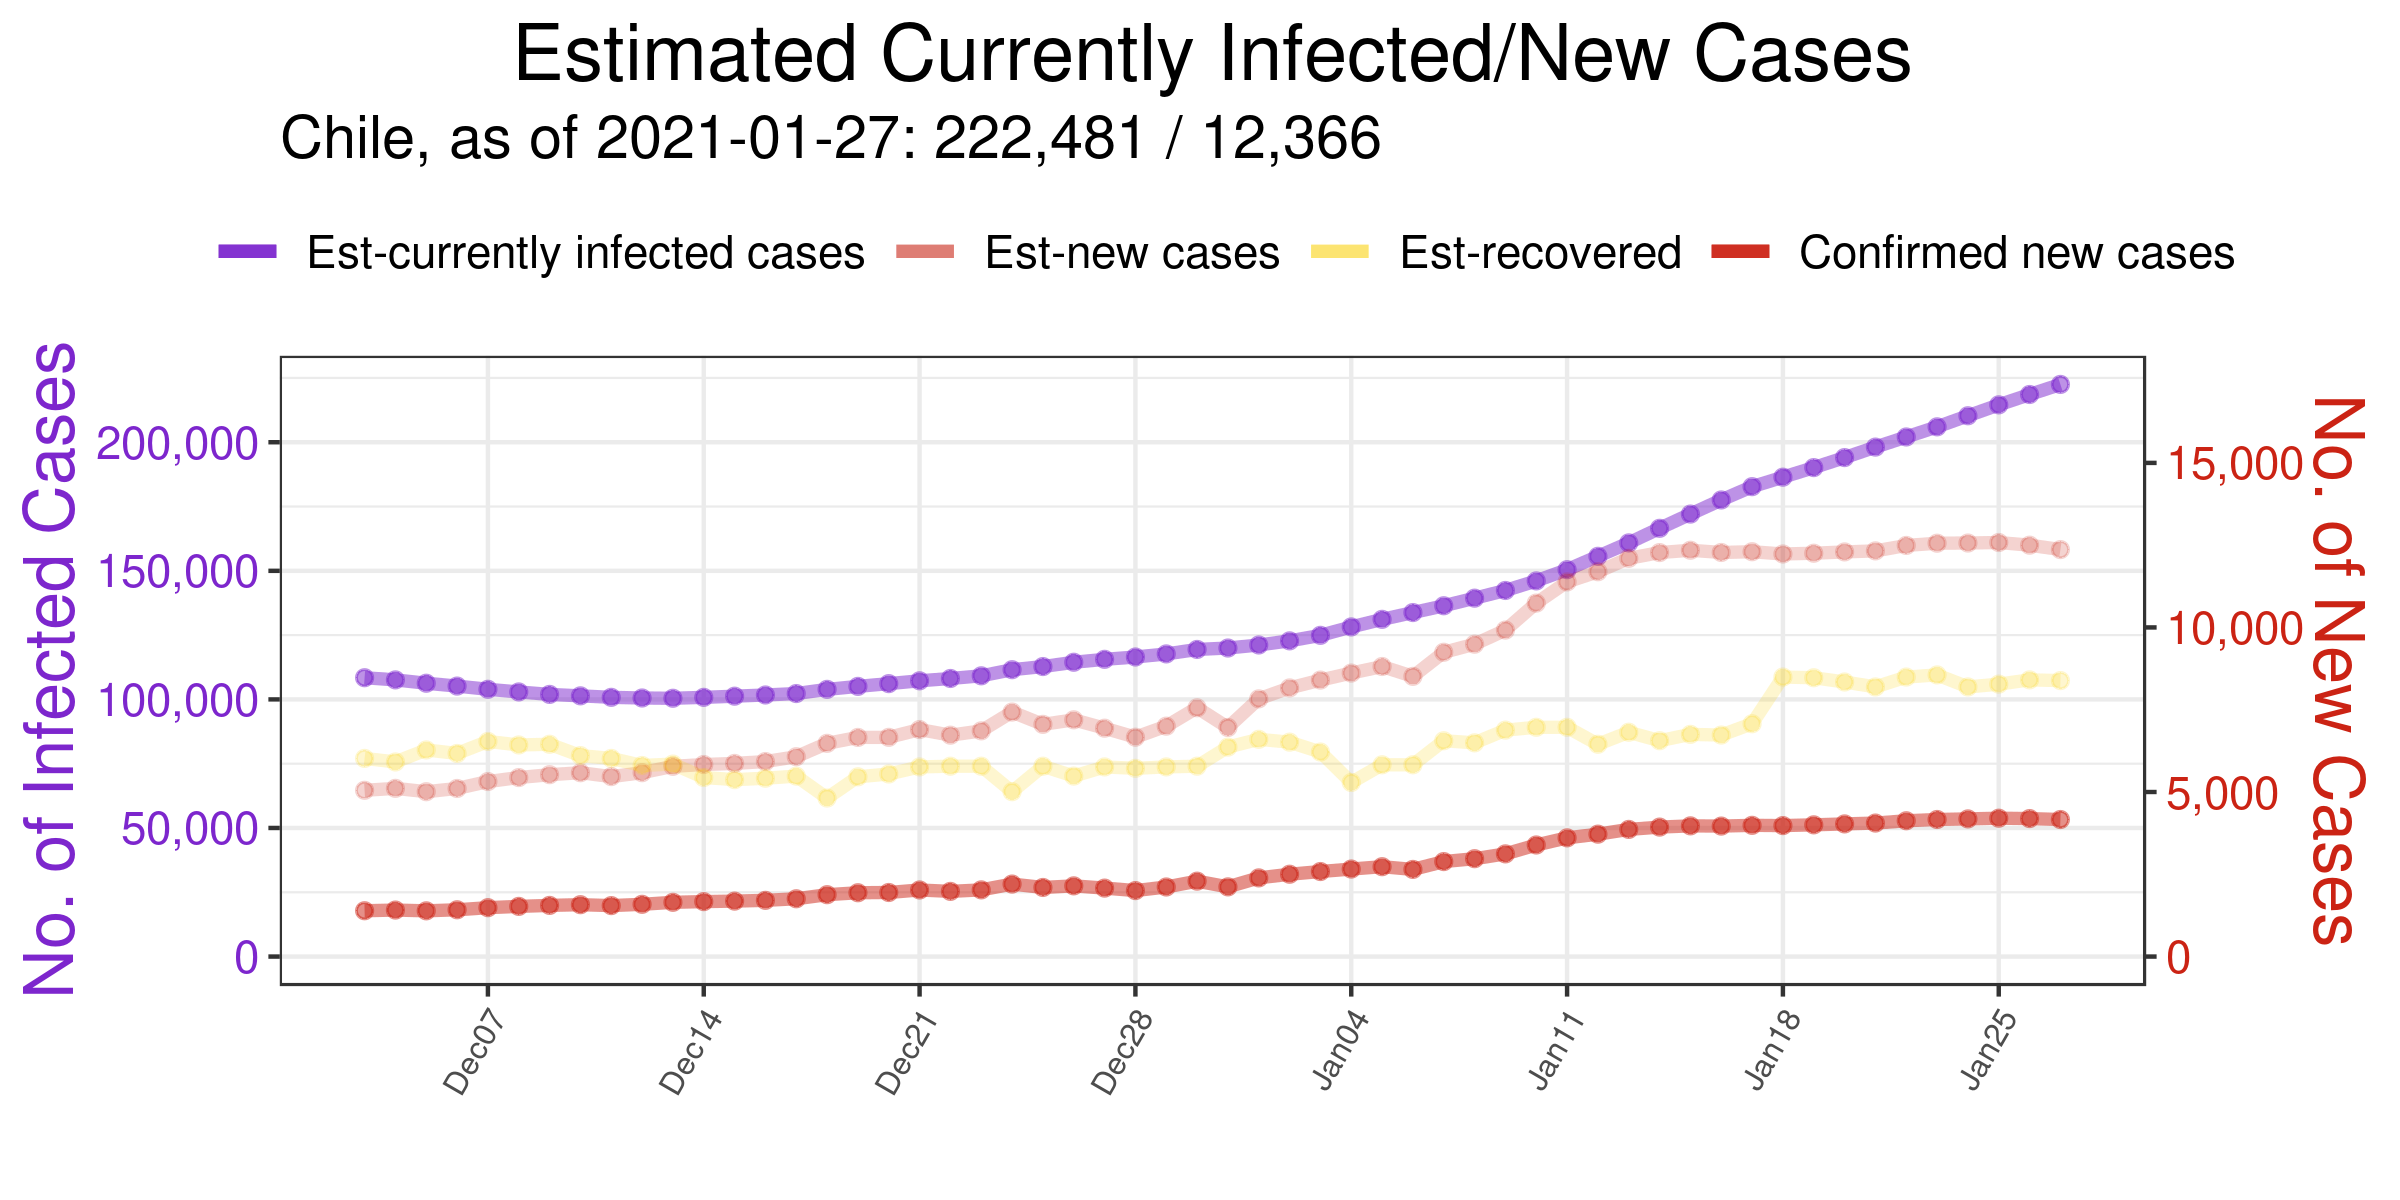 Estimated Currently Infected/New Cases
Chile, as of 2021-01-27: 222,481 / 12,366
Est-currently infected cases Est-new cases Est-recovered Confirmed new cases
No. of Infected Cases
200,000
150,000
100,000
50,000
0
15,000
10,000
5,000
0
No. of New Cases
Dec07 Dec14 Dec21 Dec28 Jan04 Jan11 Jan18 Jan25